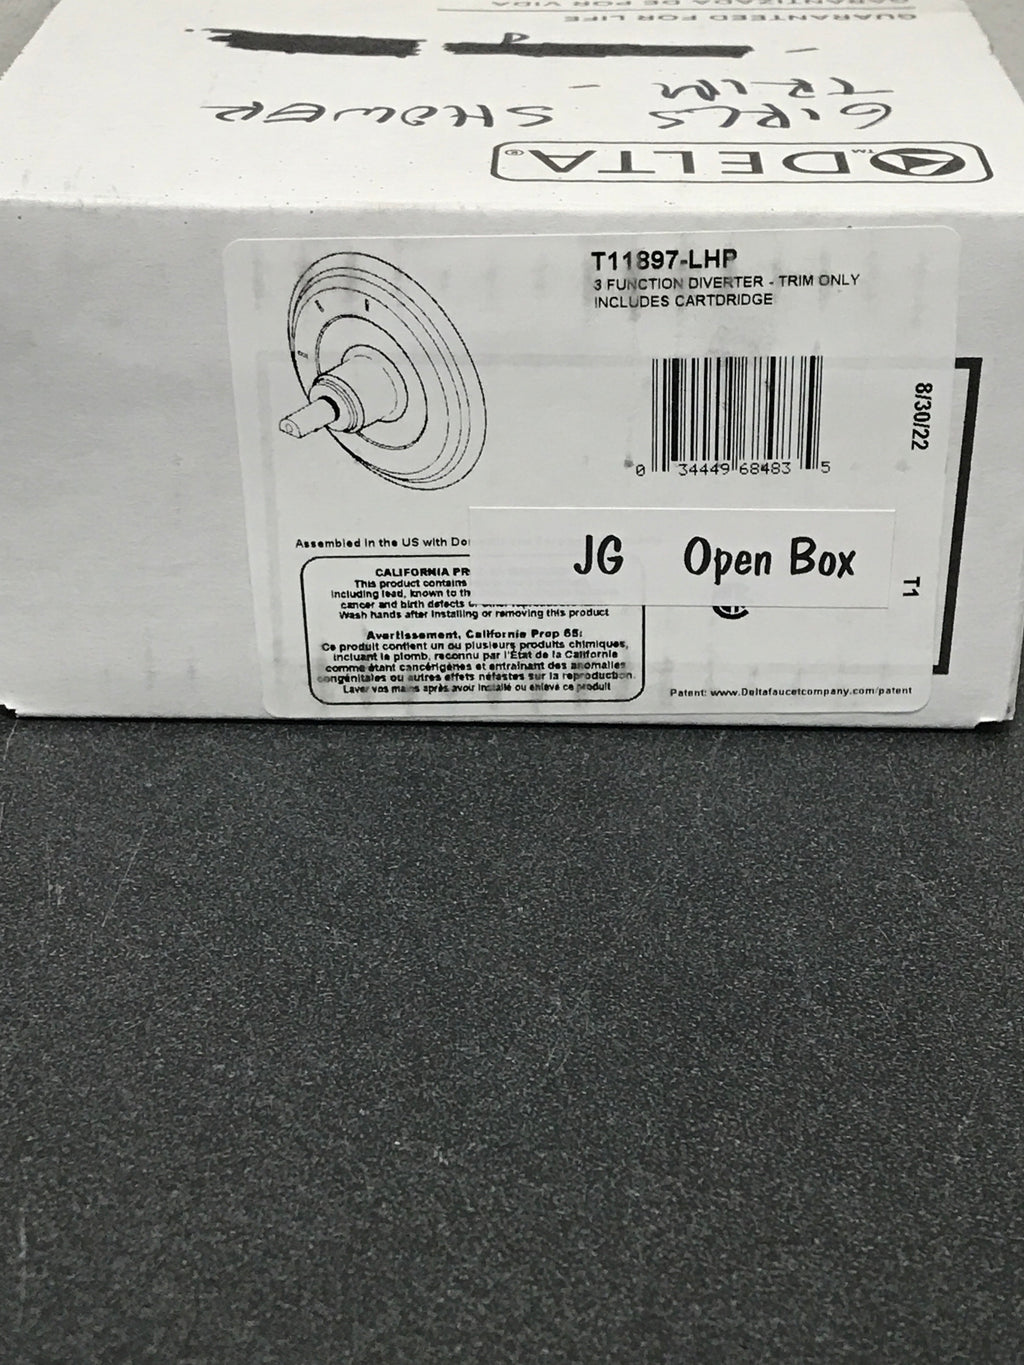 GUARANTEED FOR LIFE
GARANTIZADA DE POR VIDA
GIRLS SHOWER
TRIM -
DELTA™®
T11897-LHP
3 FUNCTION DIVERTER - TRIM ONLY
INCLUDES CARTDRIDGE
0 34449 68483 5
8/30/22
T1
JG Open Box
Assembled in the US with
CALIFORNIA
This product contains
including lead, known to
cancer and birth defects
Wash hands after installing or removing this product
Avertissement, Californie Prop 65:
Ce produit contient un ou plusieurs produits chimiques,
incluant le plomb, reconnu par l'État de la Californie
comme étant cancérigènes et entraînant des anomalies
congénitales ou autres effets néfastes sur la reproduction.
Laver vos mains après avoir installé ou enlevé ce produit
Patent: www.Deltafaucetcompany.com/patent